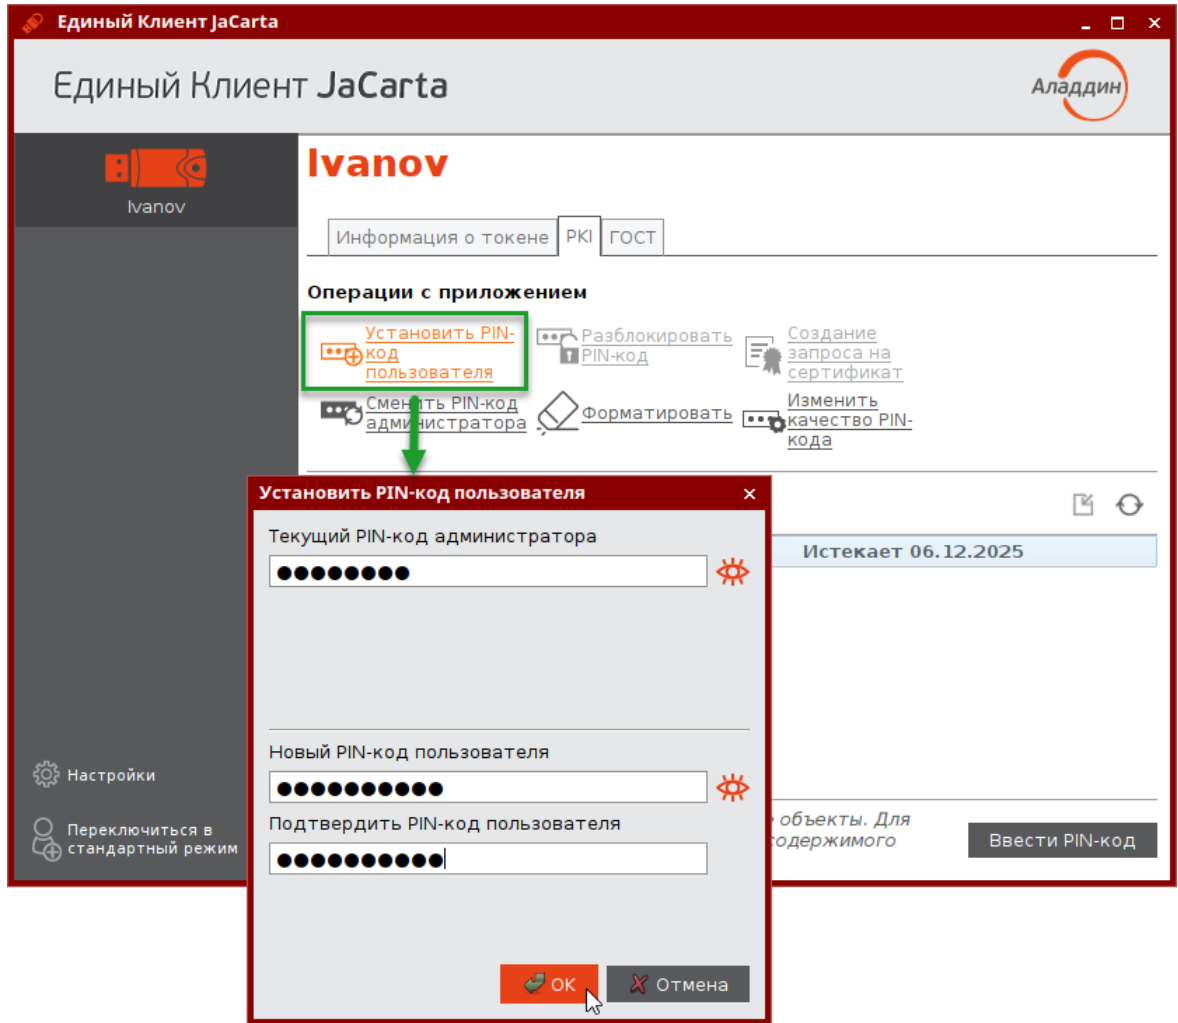 Единый Клиент JaCarta
Единый Клиент JaCarta
Аладдин
Ivanov
Ivanov
Информация о токене
PKI
ГОСТ
Операции с приложением
Установить PIN-
код
пользователя
Разблокировать
PIN-код
Создание
запроса на
сертификат
Сменить PIN-код
администратора
Форматировать
Изменить
качество PIN-
кода
Истекает 06.12.2025
объекты. Для
содержимого
Ввести PIN-код
Настройки
Переключиться в
стандартный режим
Установить PIN-код пользователя
Текущий PIN-код администратора
●●●●●●●●
Новый PIN-код пользователя
●●●●●●●●●●
Подтвердить PIN-код пользователя
●●●●●●●●●●
OK
Отмена